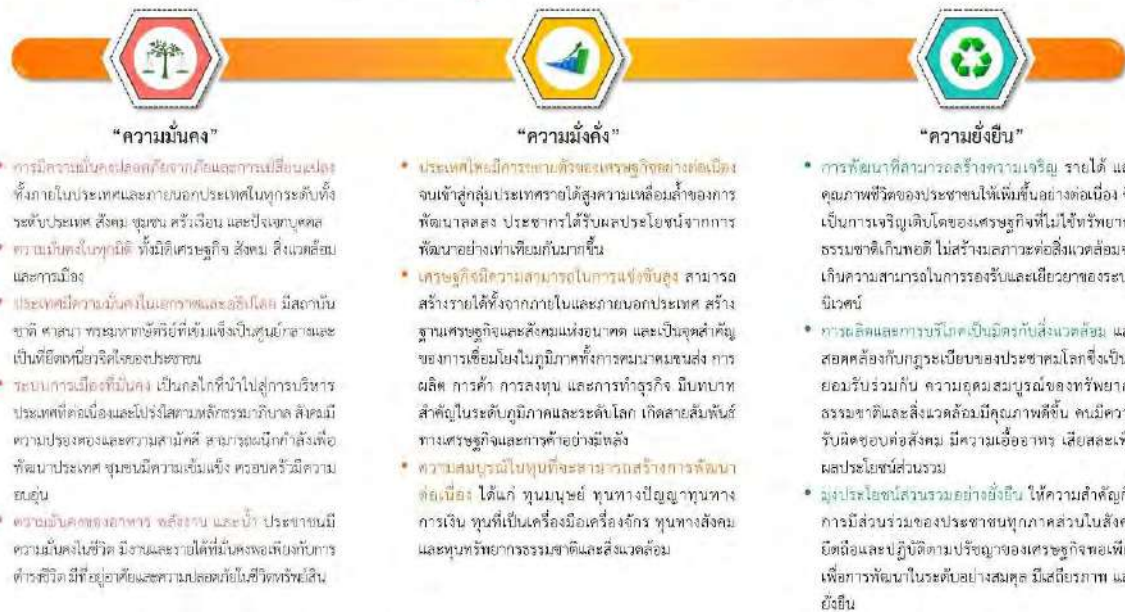 “ความมั่นคง”
• การมีความมั่นคงปลอดภัยจากภัยและการเปลี่ยนแปลง
ทั้งภายในประเทศและภายนอกประเทศในทุกระดับทั้ง
ระดับประเทศ สังคม ชุมชน ครัวเรือน และปัจเจกบุคคล
• ความมั่นคงในทุกมิติ ทั้งมิติเศรษฐกิจ สังคม สิ่งแวดล้อม
และการเมือง
• ประเทศมีความมั่นคงในเอกราชและอธิปไตย มีสถาบัน
ชาติ ศาสนา พระมหากษัตริย์ที่เข้มแข็งเป็นศูนย์กลางและ
เป็นที่ยึดเหนี่ยวจิตใจของประชาชน
• ระบบการเมืองที่มั่นคง เป็นกลไกที่นำไปสู่การบริหาร
ประเทศที่ต่อเนื่องและโปร่งใสตามหลักธรรมาภิบาล สังคมมี
ความปรองดองและความสามัคคี สามารถผนึกกำลังเพื่อ
พัฒนาประเทศ ชุมชนมีความเข้มแข็ง ครอบครัวมีความ
อบอุ่น
• ความมั่นคงของอาหาร พลังงาน และน้ำ ประชาชนมี
ความมั่นคงในชีวิต มีงานและรายได้ที่มั่นคงพอเพียงกับการ
ดำรงชีวิต มีที่อยู่อาศัยและความปลอดภัยในชีวิตทรัพย์สิน
“ความมั่งคั่ง”
• ประเทศไทยมีการขยายตัวของเศรษฐกิจอย่างต่อเนื่อง
จนเข้าสู่กลุ่มประเทศรายได้สูงความเหลื่อมล้ำของการ
พัฒนาลดลง ประชากรได้รับผลประโยชน์จากการ
พัฒนาอย่างเท่าเทียมกันมากขึ้น
• เศรษฐกิจมีความสามารถในการแข่งขันสูง สามารถ
สร้างรายได้ทั้งจากภายในและภายนอกประเทศ สร้าง
ฐานเศรษฐกิจและสังคมแห่งอนาคต และเป็นจุดสำคัญ
ของการเชื่อมโยงในภูมิภาคทั้งการคมนาคมขนส่ง การ
ผลิต การค้า การลงทุน และการทำธุรกิจ มีบทบาท
สำคัญในระดับภูมิภาคและระดับโลก เกิดสายสัมพันธ์
ทางเศรษฐกิจและการค้าอย่างมีพลัง
• ความสมบูรณ์ในทุนที่จะสามารถสร้างการพัฒนา
ต่อเนื่อง ได้แก่ ทุนมนุษย์ ทุนทางปัญญาทุนทาง
การเงิน ทุนที่เป็นเครื่องมือเครื่องจักร ทุนทางสังคม
และทุนทรัพยากรธรรมชาติและสิ่งแวดล้อม
“ความยั่งยืน”
• การพัฒนาที่สามารถสร้างความเจริญ รายได้
คุณภาพชีวิตของประชาชนให้เพิ่มขึ้นอย่างต่อเนื่อง
เป็นการเจริญเติบโตของเศรษฐกิจที่ไม่ใช้ทรัพยา
ธรรมชาติเกินพอดี ไม่สร้างมลภาวะต่อสิ่งแวดล้อม
เกินความสามารถในการรองรับและเยียวยาของระ
นิเวศน์
• การผลิตและการบริโภคเป็นมิตรกับสิ่งแวดล้อม
สอดคล้องกับกฎระเบียบของประชาคมโลกซึ่งเป็น
ยอมรับร่วมกัน ความอุดมสมบูรณ์ของทรัพยา
ธรรมชาติและสิ่งแวดล้อมมีคุณภาพดีขึ้น คนมีควา
รับผิดชอบต่อสังคม มีความเอื้ออาทร เสียสละเพื
ผลประโยชน์ส่วนรวม
• มุ่งประโยชน์ส่วนรวมอย่างยั่งยืน ให้ความสำคัญกั
การมีส่วนร่วมของประชาชนทุกภาคส่วนในสังค
ยึดถือและปฏิบัติตามปรัชญาของเศรษฐกิจพอเพี
เพื่อการพัฒนาในระดับอย่างสมดุล มีเสถียรภาพ
ยั่งยืน